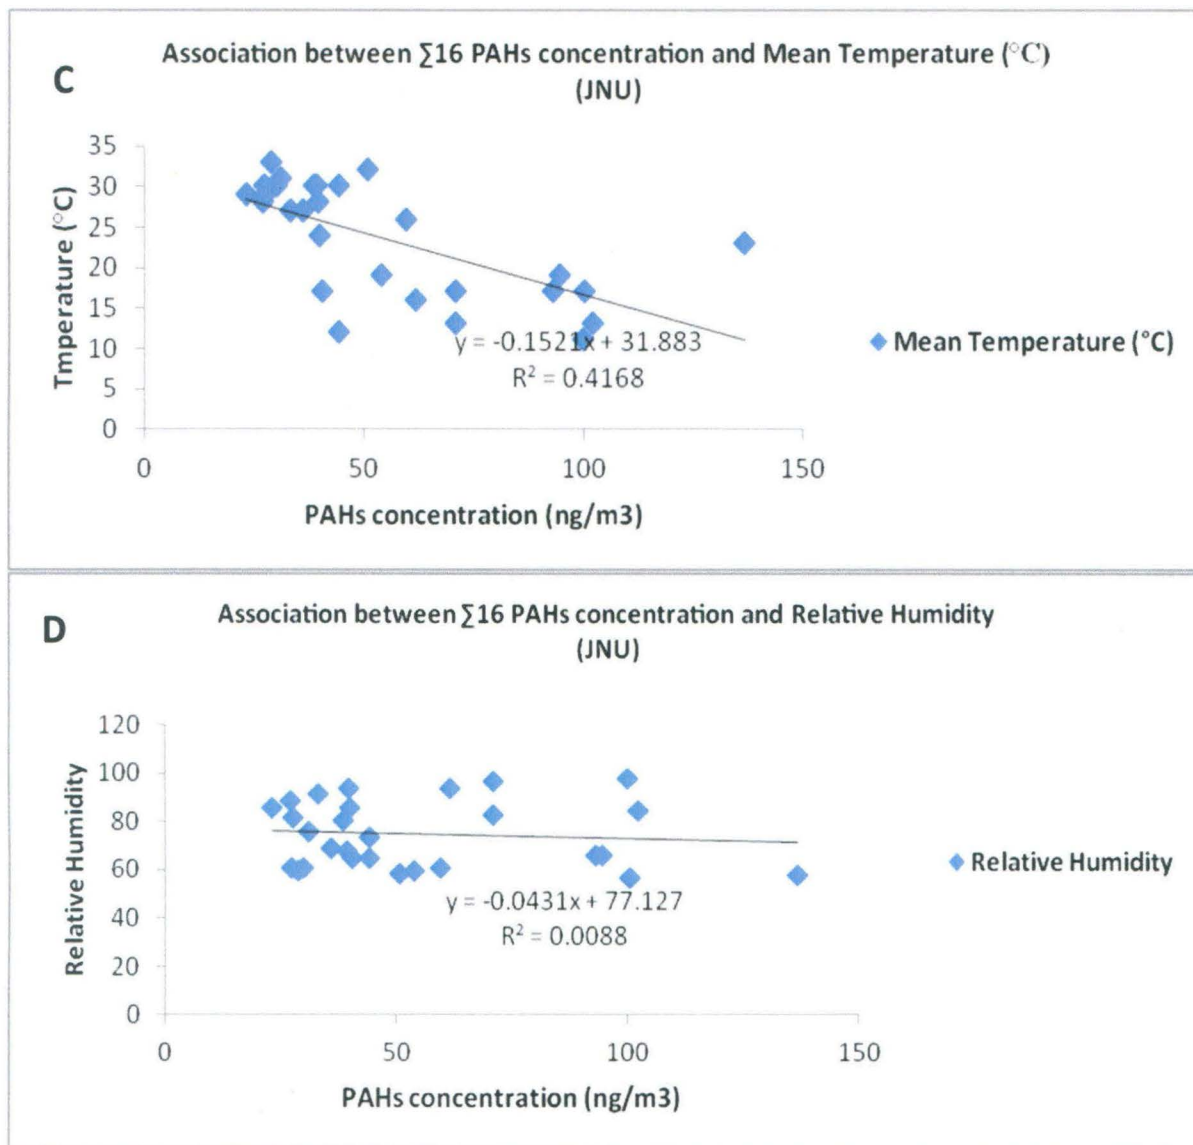 C
Association between ∑16 PAHs concentration and Mean Temperature (°C)
(JNU)
Tmperature (°C)
35
30
25
20
15
10
5
0
y = -0.1521x + 31.883
R² = 0.4168
0 50 100 150
PAHs concentration (ng/m3)
Mean Temperature (°C)
D
Association between ∑16 PAHs concentration and Relative Humidity
(JNU)
Relative Humidity
120
100
80
60
40
20
0
y = -0.0431x + 77.127
R² = 0.0088
0 50 100 150
PAHs concentration (ng/m3)
Relative Humidity